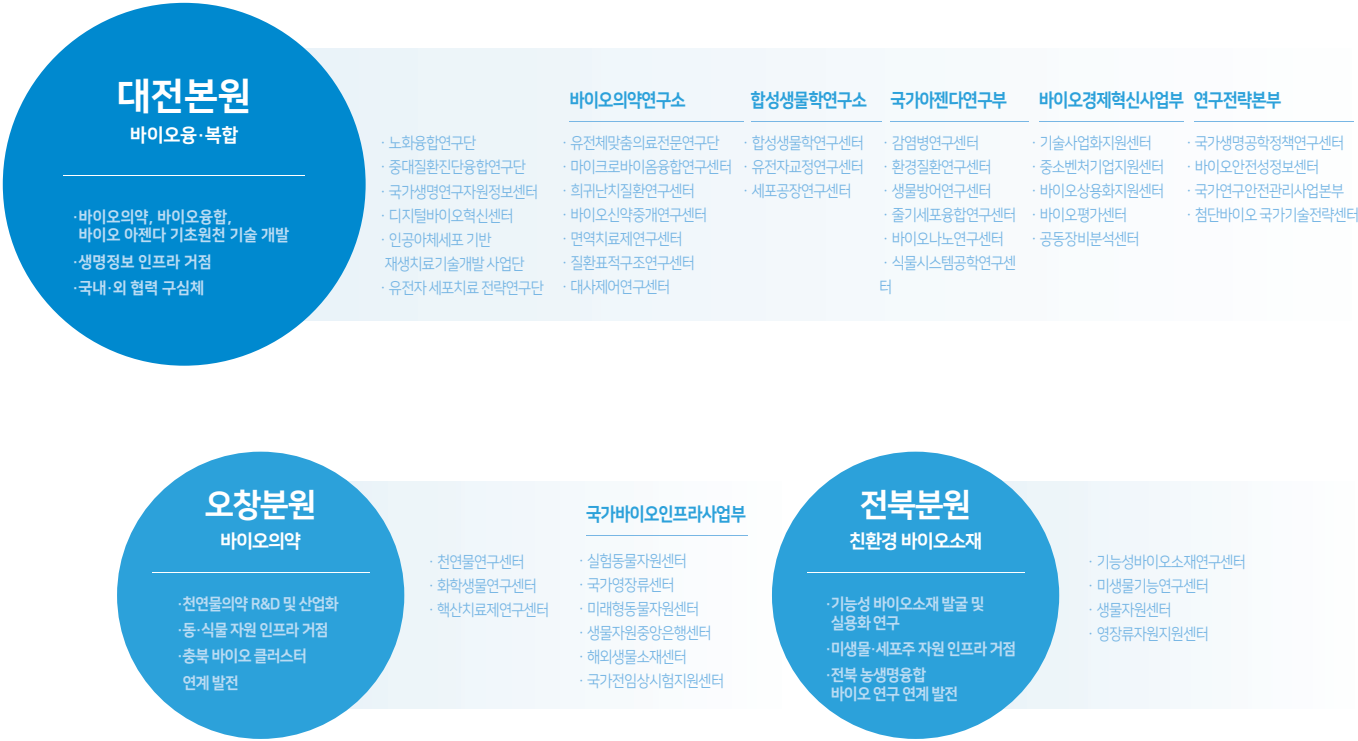 대전본원
바이오융·복합
·바이오의약, 바이오융합,
바이오 아젠다 기초원천 기술 개발
·생명정보 인프라 거점
·국내·외 협력 구심체
· 노화융합연구단
· 중대질환진단융합연구단
· 국가생명연구자원정보센터
· 디지털바이오혁신센터
· 인공아체세포 기반
재생치료기술개발 사업단
· 유전자 세포치료 전략연구단
바이오의약연구소
· 유전체맞춤의료전문연구단
· 마이크로바이옴융합연구센터
· 희귀난치질환연구센터
· 바이오신약중개연구센터
· 면역치료제연구센터
· 질환표적구조연구센터
· 대사제어연구센터
합성생물학연구소
· 합성생물학연구센터
· 유전자교정연구센터
· 세포공장연구센터
국가아젠다연구부
· 감염병연구센터
· 환경질환연구센터
· 생물방어연구센터
· 줄기세포융합연구센터
· 바이오나노연구센터
· 식물시스템공학연구센
터
바이오경제혁신사업부
· 기술사업화지원센터
· 중소벤처기업지원센터
· 바이오상용화지원센터
· 바이오평가센터
· 공동장비분석센터
연구전략본부
· 국가생명공학정책연구센터
· 바이오안전성정보센터
· 국가연구안전관리사업본부
· 첨단바이오 국가기술전략센터
오창분원
바이오의약
·천연물의약 R&D 및 산업화
·동·식물 자원 인프라 거점
·충북 바이오 클러스터
연계 발전
· 천연물연구센터
· 화학생물연구센터
· 핵산치료제연구센터
국가바이오인프라사업부
· 실험동물자원센터
· 국가영장류센터
· 미래형동물자원센터
· 생물자원중앙은행센터
· 해외생물소재센터
· 국가전임상시험지원센터
전북분원
친환경 바이오소재
·기능성 바이오소재 발굴 및
실용화 연구
·미생물·세포주 자원 인프라 거점
·전북 농생명융합
바이오 연구 연계 발전
· 기능성바이오소재연구센터
· 미생물기능연구센터
· 생물자원센터
· 영장류자원지원센터